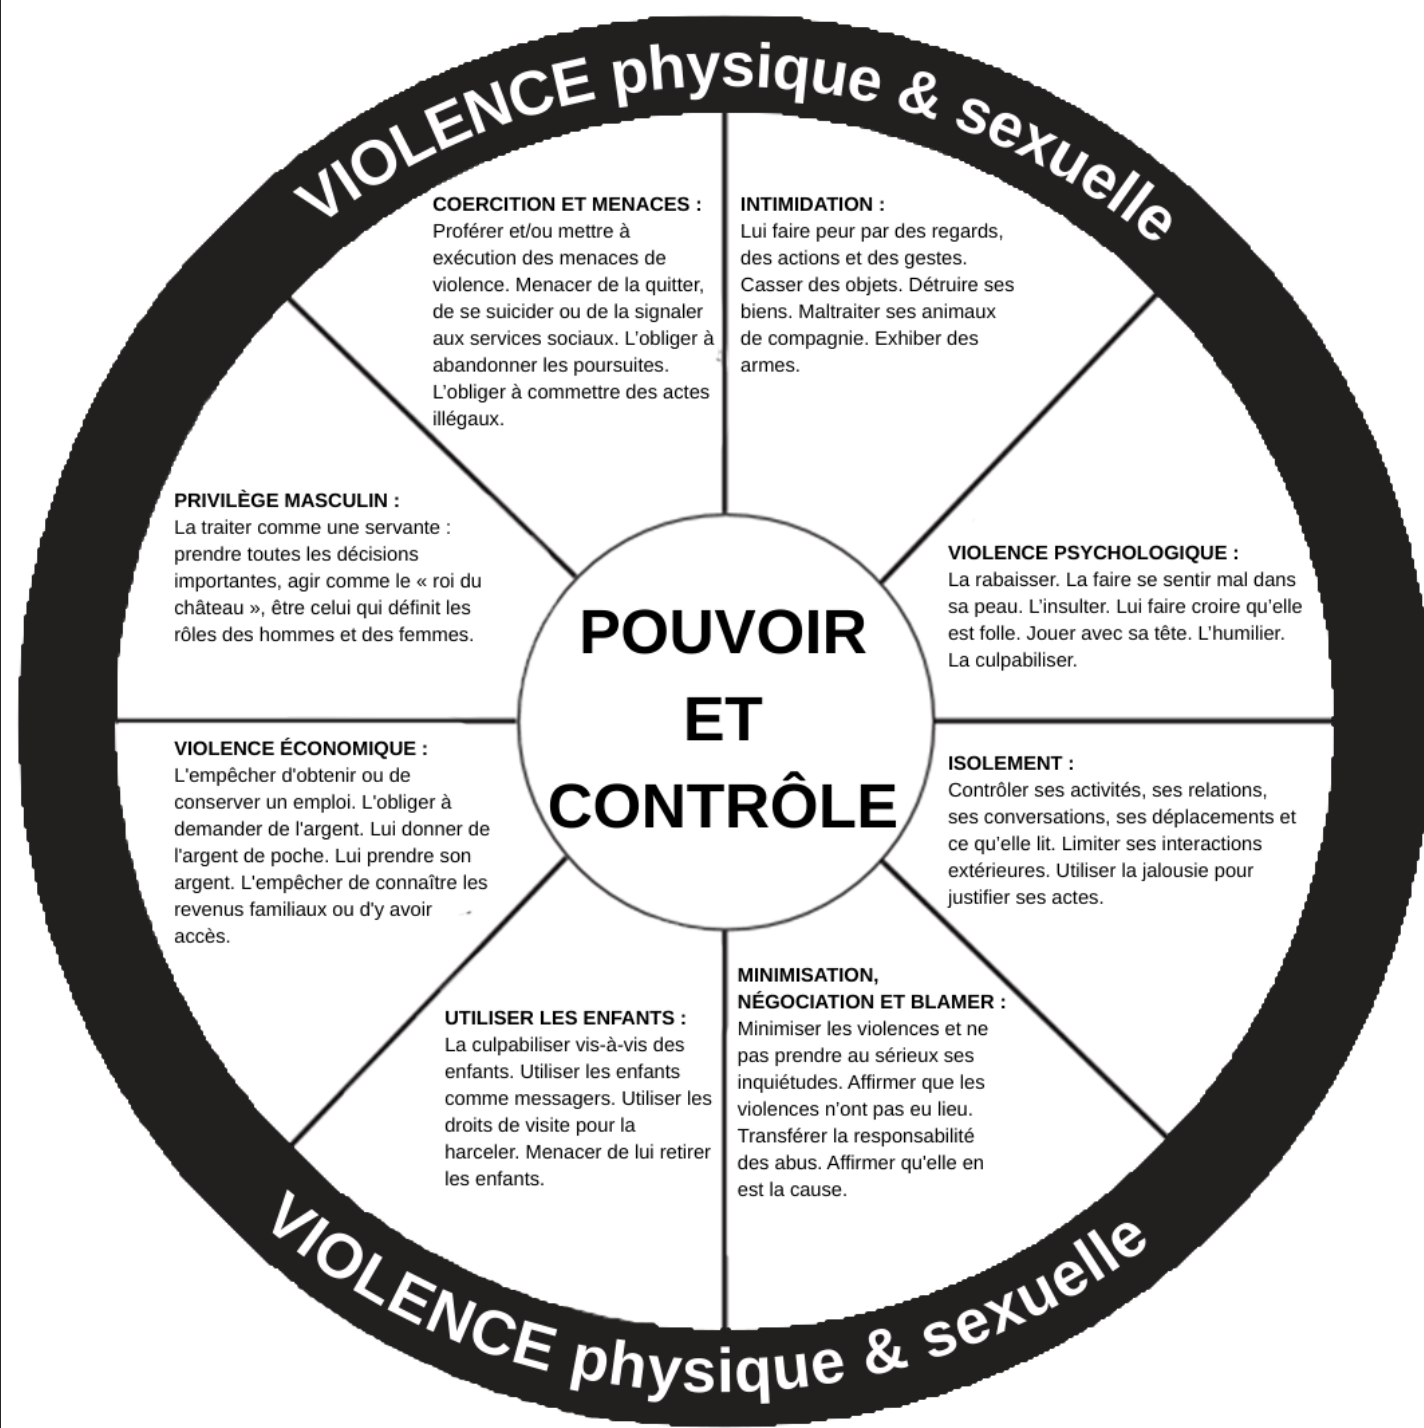 VIOLENCE physique & sexuelle
COERCITION ET MENACES :
Proférer et/ou mettre à
exécution des menaces de
violence. Menacer de la quitter,
de se suicider ou de la signaler
aux services sociaux. L’obliger à
abandonner les poursuites.
L’obliger à commettre des actes
illégaux.
INTIMIDATION :
Lui faire peur par des regards,
des actions et des gestes.
Casser des objets. Détruire ses
biens. Maltraiter ses animaux
de compagnie. Exhiber des
armes.
PRIVILÈGE MASCULIN :
La traiter comme une servante :
prendre toutes les décisions
importantes, agir comme le « roi du
château », être celui qui définit les
rôles des hommes et des femmes.
VIOLENCE PSYCHOLOGIQUE :
La rabaisser. La faire se sentir mal dans
sa peau. L’insulter. Lui faire croire qu’elle
est folle. Jouer avec sa tête. L’humilier.
La culpabiliser.
POUVOIR
ET
CONTRÔLE
VIOLENCE ÉCONOMIQUE :
L'empêcher d'obtenir ou de
conserver un emploi. L'obliger à
demander de l'argent. Lui donner de
l'argent de poche. Lui prendre son
argent. L'empêcher de connaître les
revenus familiaux ou d'y avoir
accès.
ISOLEMENT :
Contrôler ses activités, ses relations,
ses conversations, ses déplacements et
ce qu’elle lit. Limiter ses interactions
extérieures. Utiliser la jalousie pour
justifier ses actes.
UTILISER LES ENFANTS :
La culpabiliser vis-à-vis des
enfants. Utiliser les enfants
comme messagers. Utiliser les
droits de visite pour la
harceler. Menacer de lui retirer
les enfants.
MINIMISATION,
NÉGOCIATION ET BLAMER :
Minimiser les violences et ne
pas prendre au sérieux ses
inquiétudes. Affirmer que les
violences n’ont pas eu lieu.
Transférer la responsabilité
des abus. Affirmer qu'elle en
est la cause.
VIOLENCE physique & sexuelle